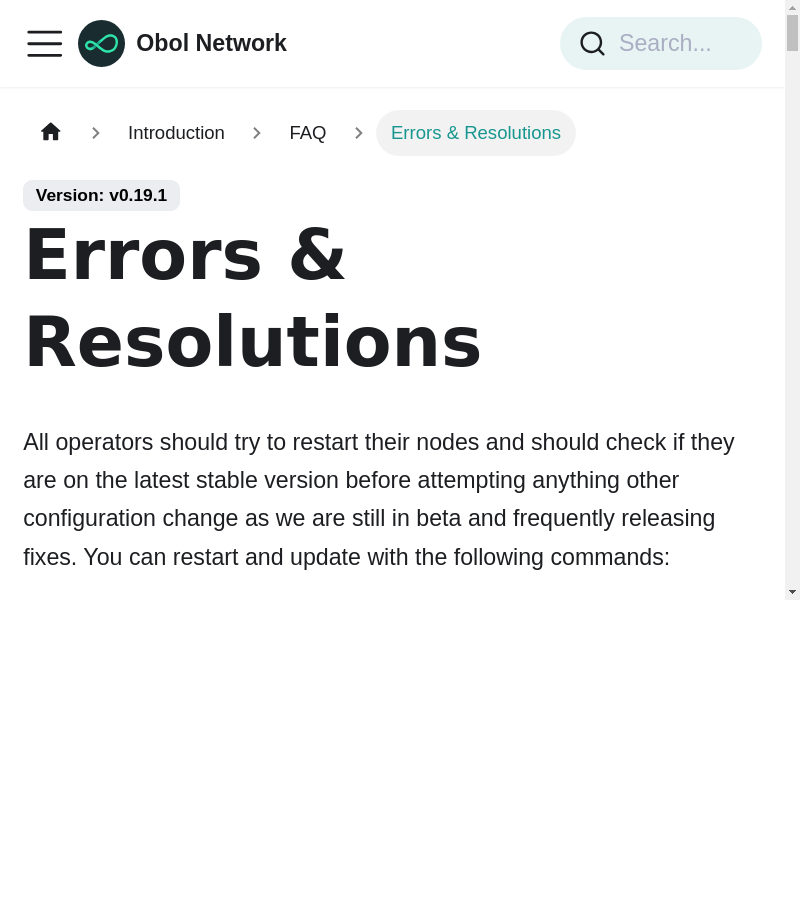 Obol Network
Search...
Introduction
FAQ
Errors & Resolutions
Version: v0.19.1
Errors &
Resolutions
All operators should try to restart their nodes and should check if they
are on the latest stable version before attempting anything other
configuration change as we are still in beta and frequently releasing
fixes. You can restart and update with the following commands: